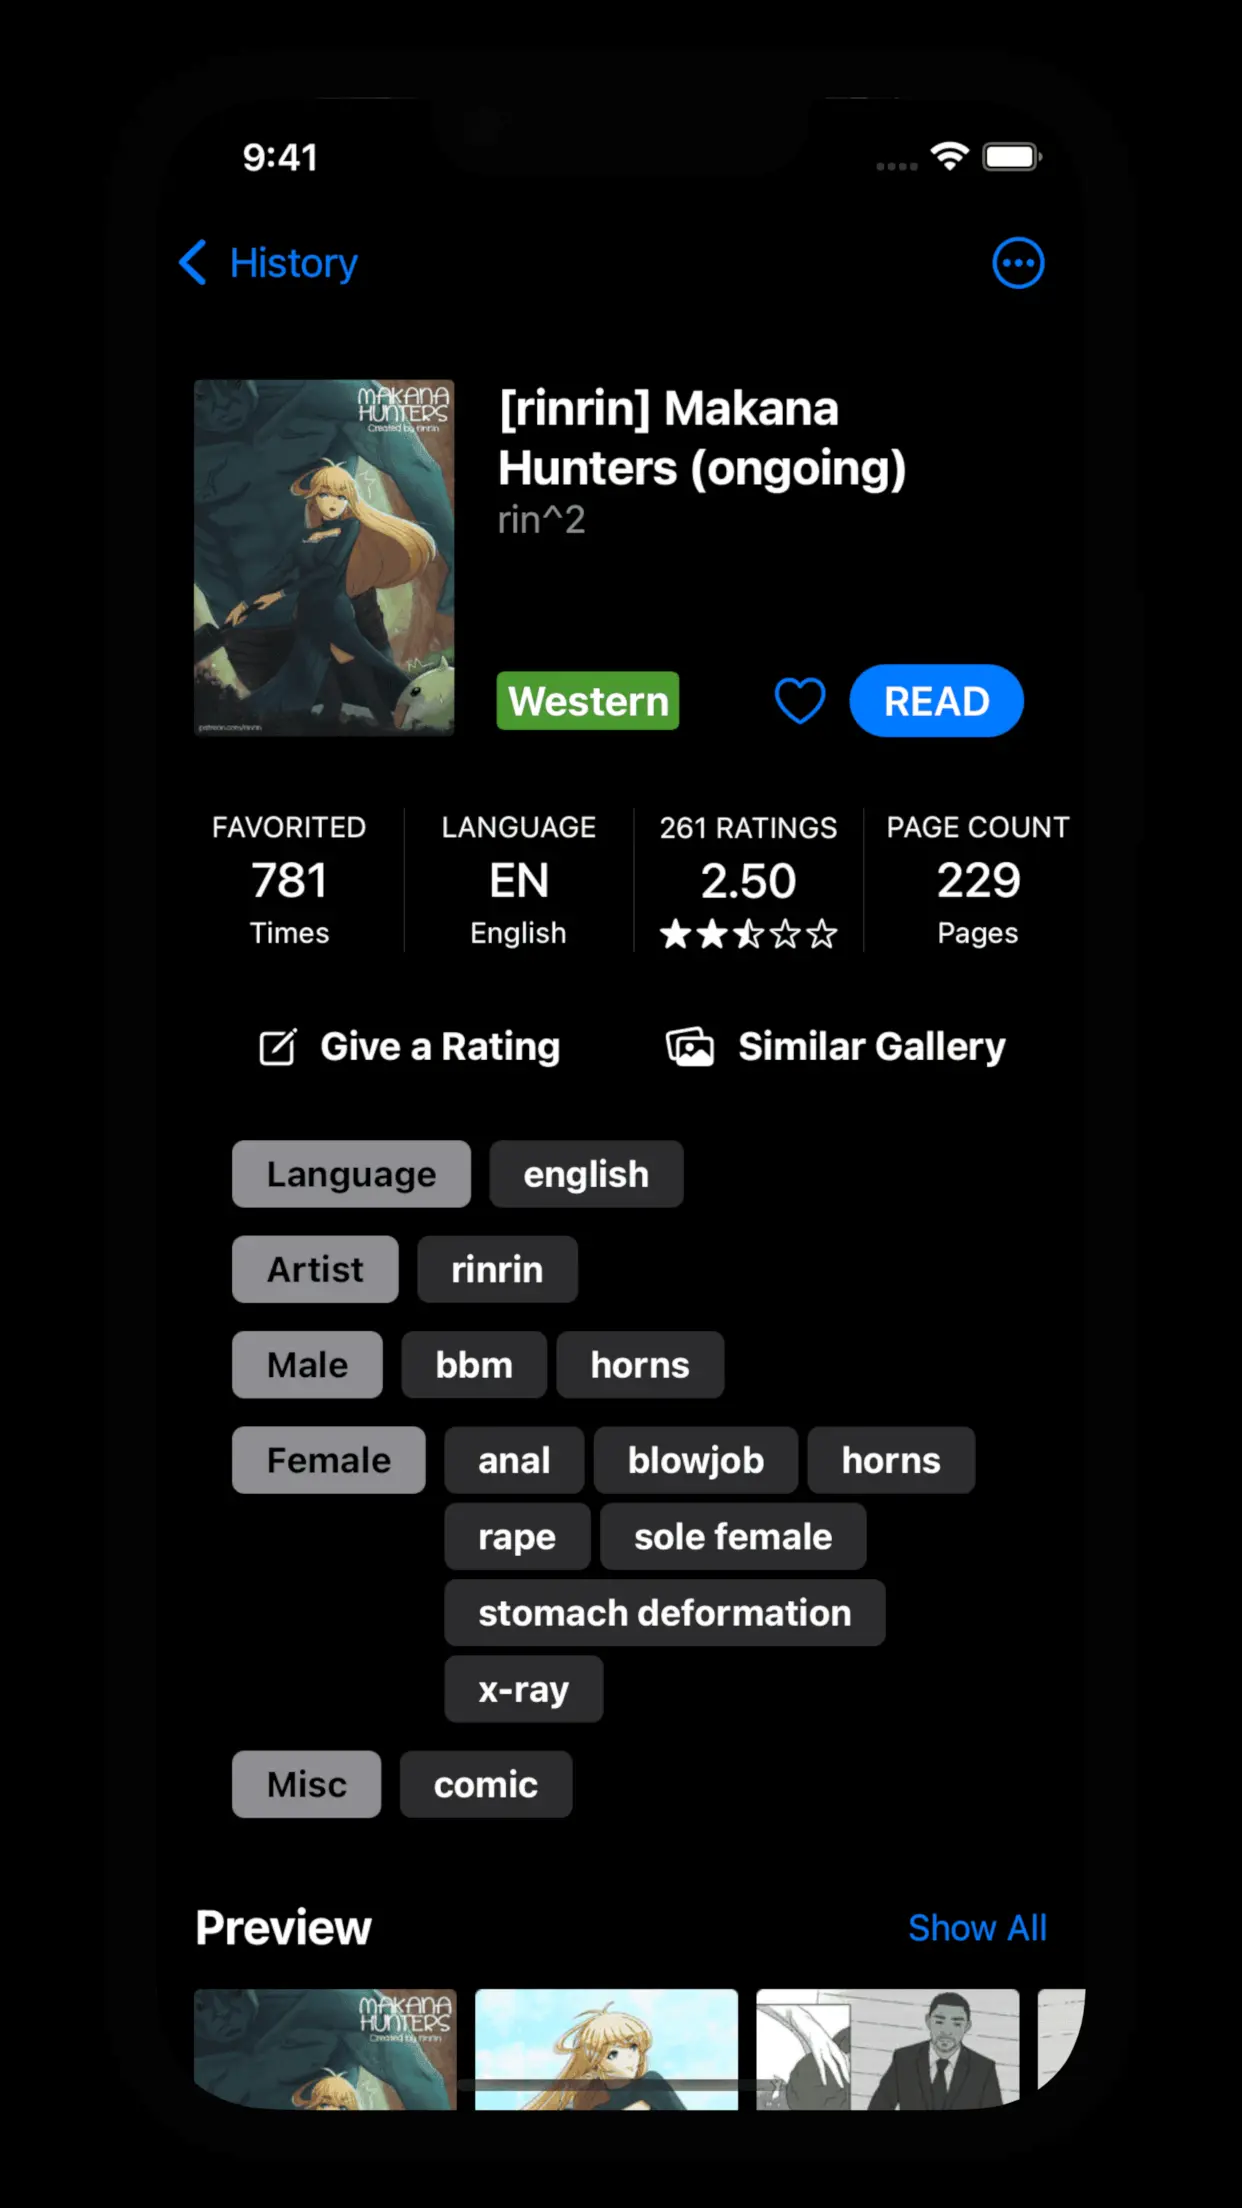 9:41
History
MAKANA
HUNTERS
Created by rinrin
patreon.com/rinrin
[rinrin] Makana
Hunters (ongoing)
rin^2
Western
READ
FAVORITED
781
Times
LANGUAGE
EN
English
261 RATINGS
2.50
PAGE COUNT
229
Pages
Give a Rating
Similar Gallery
Language english
Artist rinrin
Male bbm horns
Female anal blowjob horns
rape sole female
stomach deformation
x-ray
Misc comic
Preview
Show All
MAKANA
HUNTERS
Created by rinrin